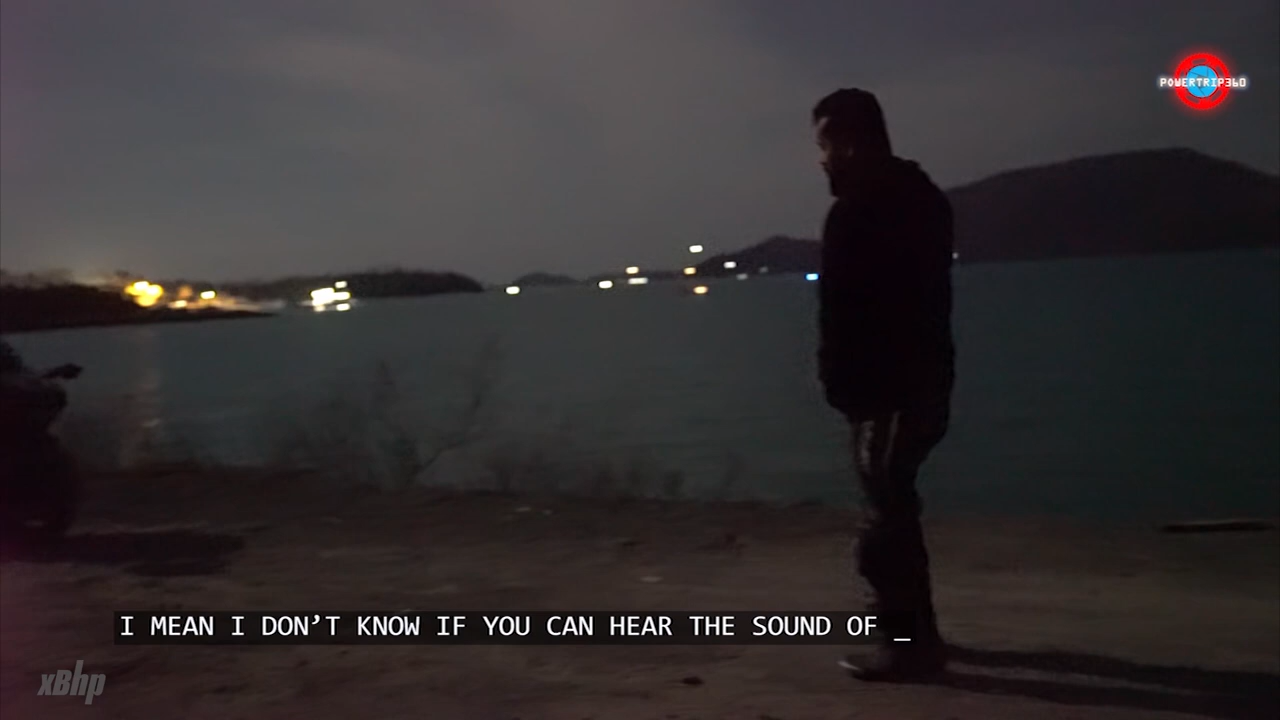 POWERTRIP360
I MEAN I DON’T KNOW IF YOU CAN HEAR THE SOUND OF _
xBhp